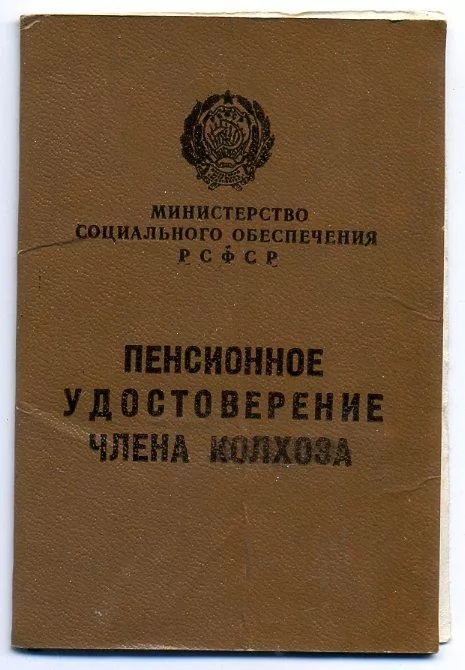 МИНИСТЕРСТВО
СОЦИАЛЬНОГО ОБЕСПЕЧЕНИЯ
РСФСР
ПЕНСИОННОЕ
УДОСТОВЕРЕНИЕ
ЧЛЕНА КОЛХОЗА